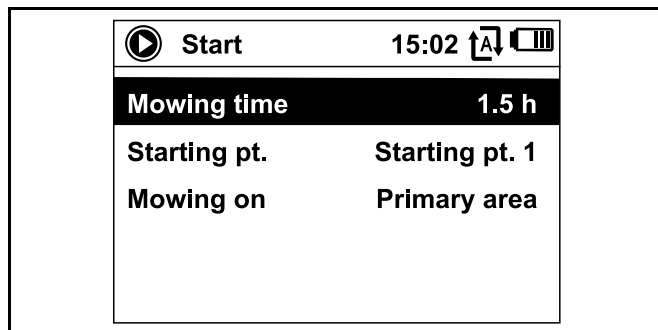 Start 15:02 A
Mowing time 1.5 h
Starting pt. Starting pt. 1
Mowing on Primary area